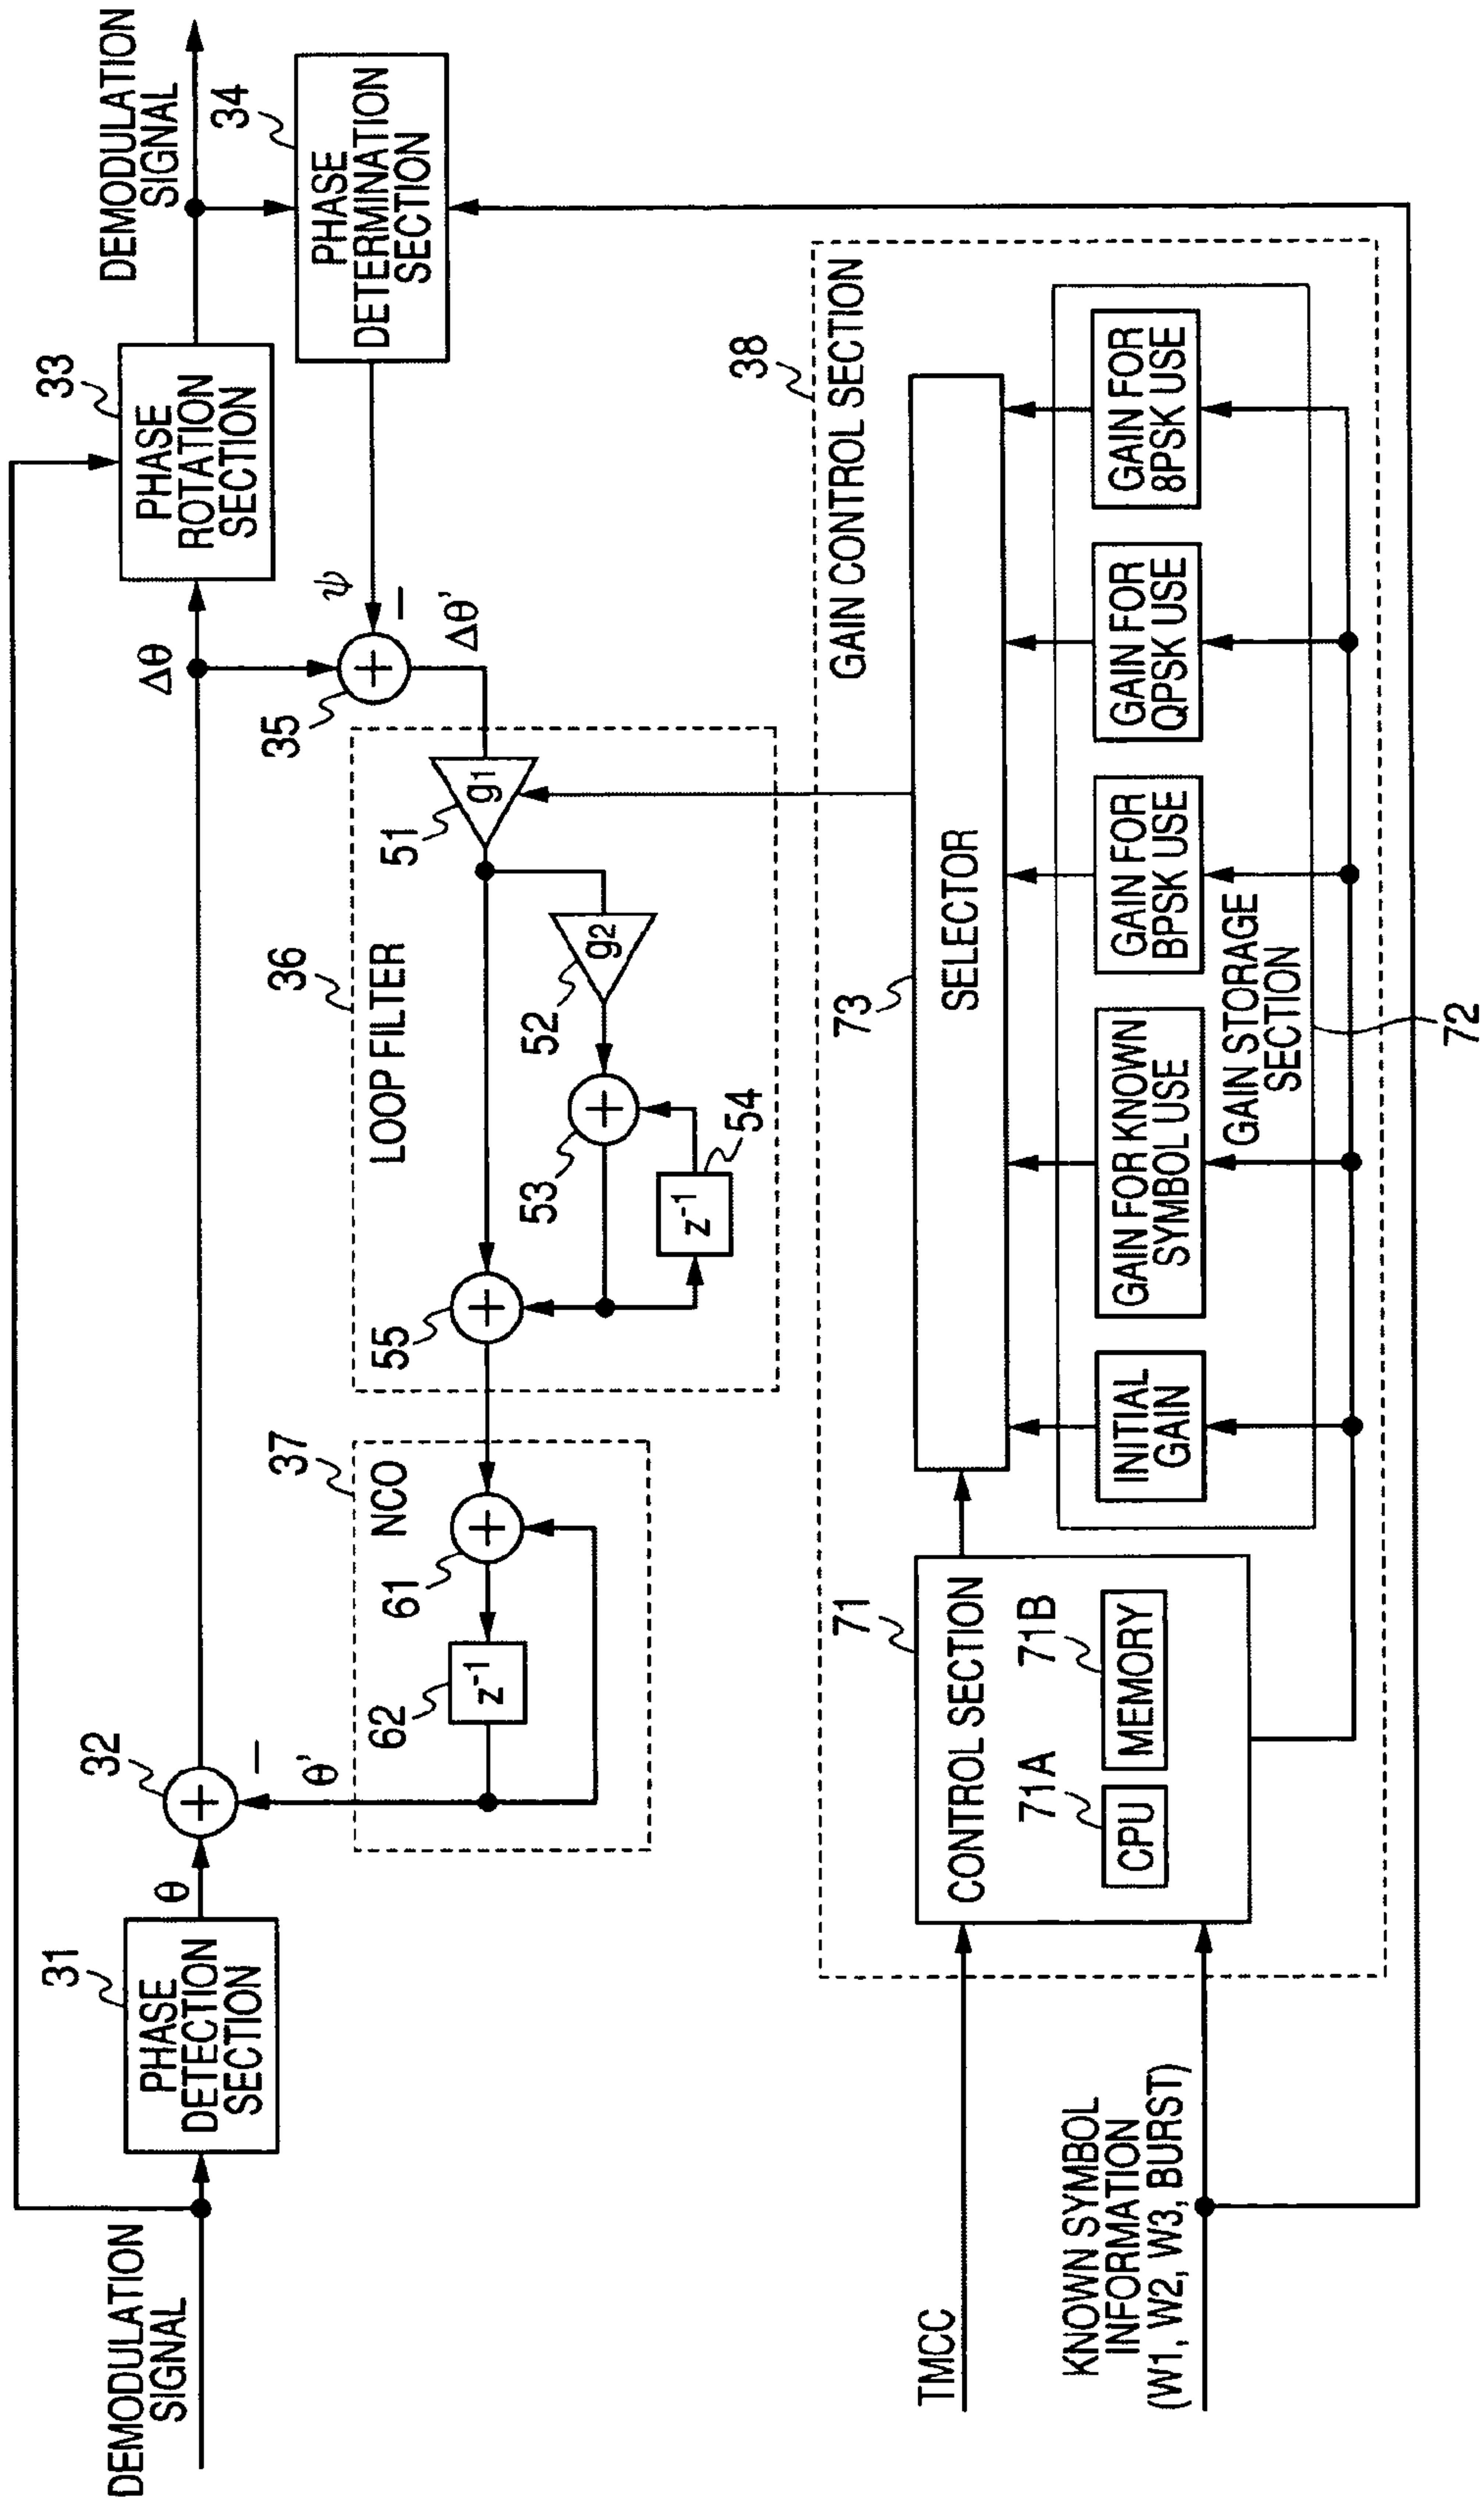 DEMODULATION
SIGNAL
31
PHASE
DETECTION
SECTION
θ
32
−
θ'
Δθ
33
PHASE
ROTATION
SECTION
DEMODULATION
SIGNAL
34
PHASE
DETERMINATION
SECTION
ψ
−
35
Δθ'
37
NCO
61
62
z⁻¹
36
LOOP FILTER
51
g1
52
g2
53
54
z⁻¹
55
38
GAIN CONTROL SECTION
TMCC
KNOWN SYMBOL
INFORMATION
(W1, W2, W3, BURST)
71
CONTROL SECTION
71A
CPU
71B
MEMORY
73
SELECTOR
INITIAL
GAIN
GAIN FOR KNOWN
SYMBOL USE
GAIN FOR
BPSK USE
GAIN FOR
QPSK USE
GAIN FOR
8PSK USE
GAIN STORAGE
SECTION
72